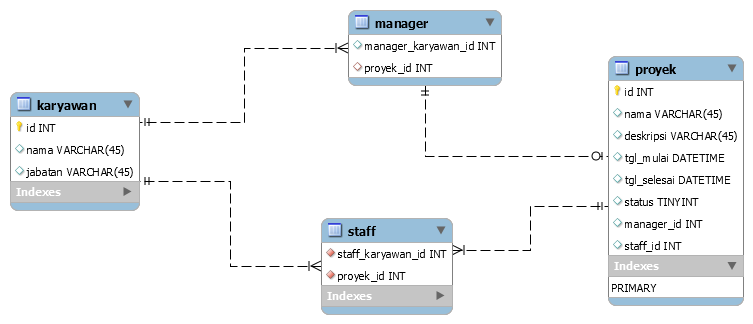 manager
manager_karyawan_id INT
proyek_id INT
karyawan
id INT
nama VARCHAR(45)
jabatan VARCHAR(45)
Indexes
staff
staff_karyawan_id INT
proyek_id INT
Indexes
proyek
id INT
nama VARCHAR(45)
deskripsi VARCHAR(45)
tgl_mulai DATETIME
tgl_selesai DATETIME
status TINYINT
manager_id INT
staff_id INT
Indexes
PRIMARY